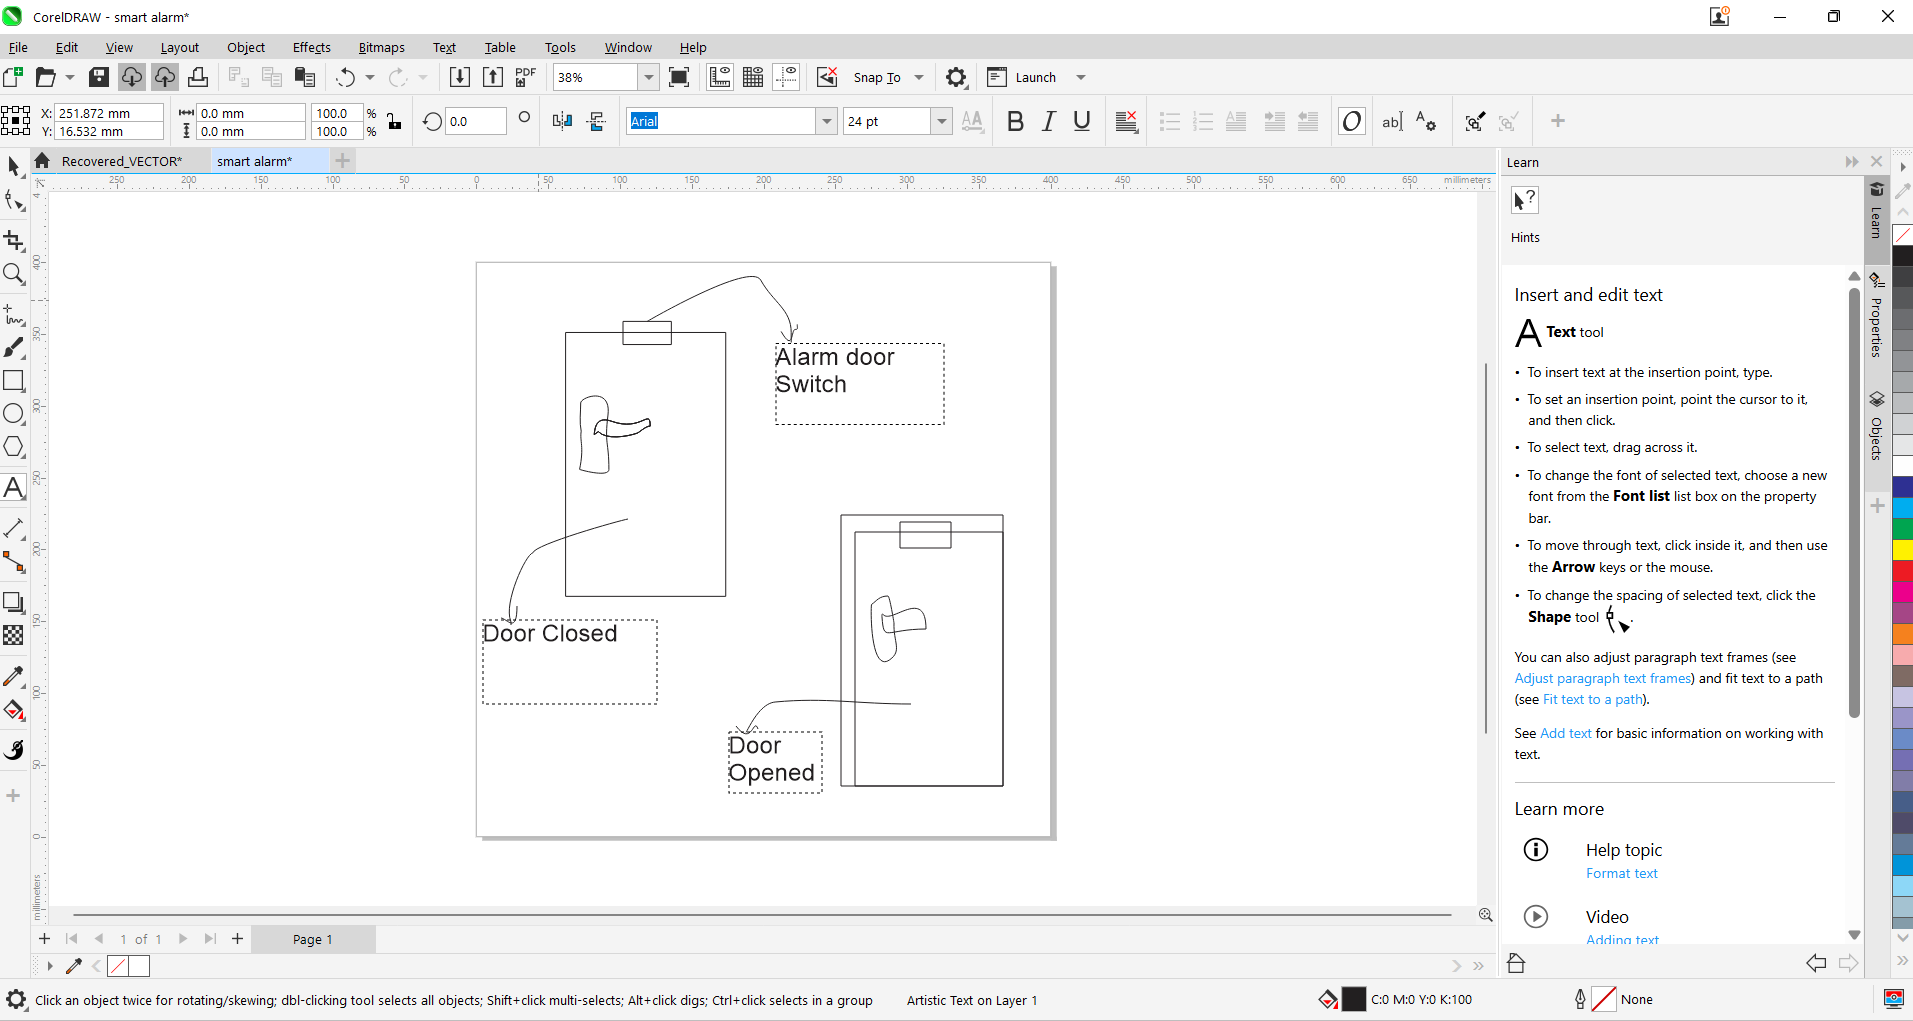 CorelDRAW - smart alarm*
File Edit View Layout Object Effects Bitmaps Text Table Tools Window Help
PDF 38% Snap To Launch
X: 251.872 mm 0.0 mm 100.0 % 0.0 Arial 24 pt
Y: 16.532 mm 0.0 mm 100.0 %
Recovered_VECTOR* smart alarm*
250 200 150 100 50 0 50 100 150 200 250 300 350 400 450 500 550 600 650 millimeters
400
350
300
250
200
150
100
50
0
millimeters
Alarm door
Switch
Door Closed
Door
Opened
1 of 1 Page 1
Click an object twice for rotating/skewing; dbl-clicking tool selects all objects; Shift+click multi-selects; Alt+click digs; Ctrl+click selects in a group Artistic Text on Layer 1 C:0 M:0 Y:0 K:100 None
Learn
Hints
Insert and edit text
A Text tool
• To insert text at the insertion point, type.
• To set an insertion point, point the cursor to it,
and then click.
• To select text, drag across it.
• To change the font of selected text, choose a new
font from the Font list list box on the property
bar.
• To move through text, click inside it, and then use
the Arrow keys or the mouse.
• To change the spacing of selected text, click the
Shape tool .
You can also adjust paragraph text frames (see
Adjust paragraph text frames) and fit text to a path
(see Fit text to a path).
See Add text for basic information on working with
text.
Learn more
Help topic
Format text
Video
Adding text
Learn
Properties
Objects